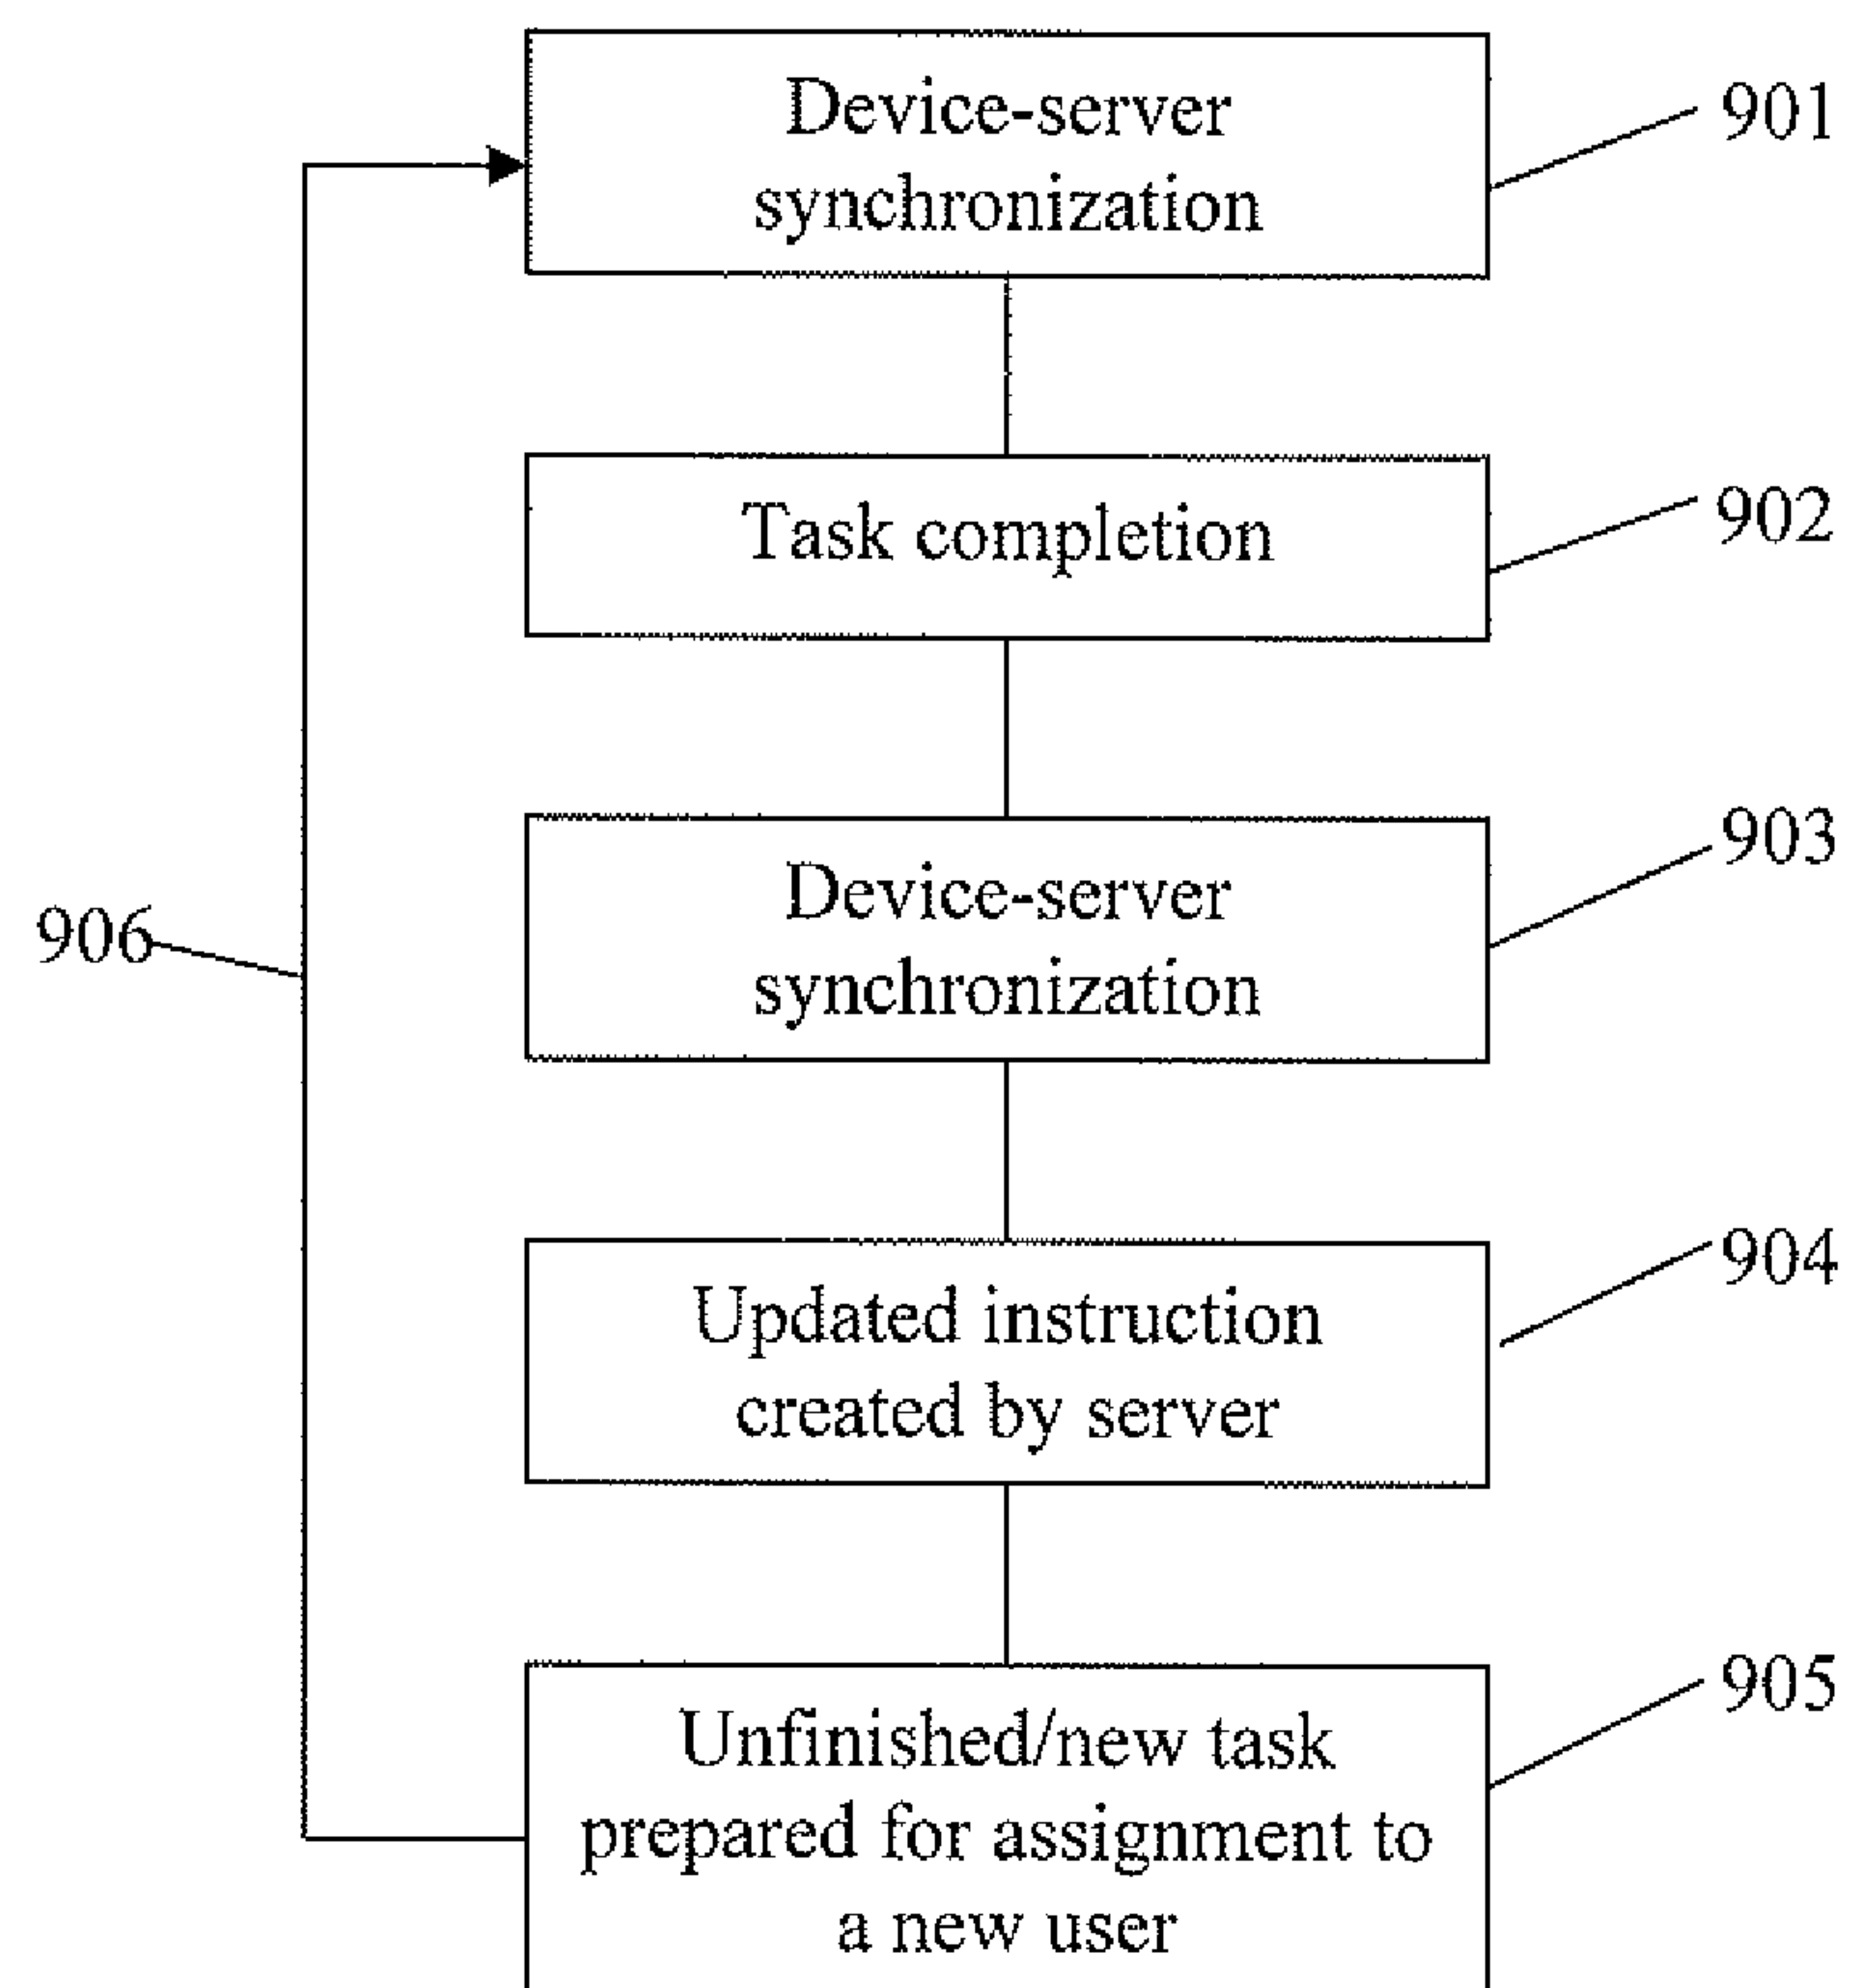 Device-server
synchronization
901
Task completion
902
Device-server
synchronization
903
906
Updated instruction
created by server
904
Unfinished/new task
prepared for assignment to
a new user
905